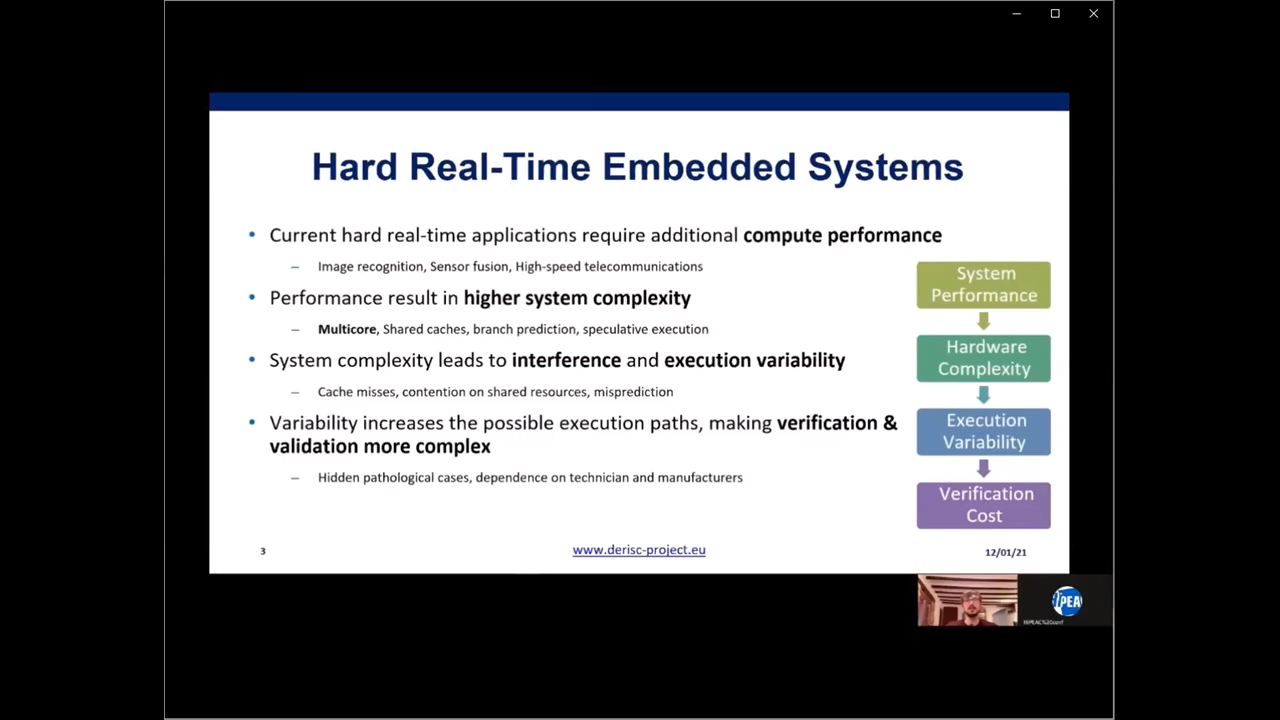 Hard Real-Time Embedded Systems
• Current hard real-time applications require additional compute performance
– Image recognition, Sensor fusion, High-speed telecommunications
• Performance result in higher system complexity
– Multicore, Shared caches, branch prediction, speculative execution
• System complexity leads to interference and execution variability
– Cache misses, contention on shared resources, misprediction
• Variability increases the possible execution paths, making verification &
validation more complex
– Hidden pathological cases, dependence on technician and manufacturers
System
Performance
Hardware
Complexity
Execution
Variability
Verification
Cost
3
www.derisc-project.eu
12/01/21